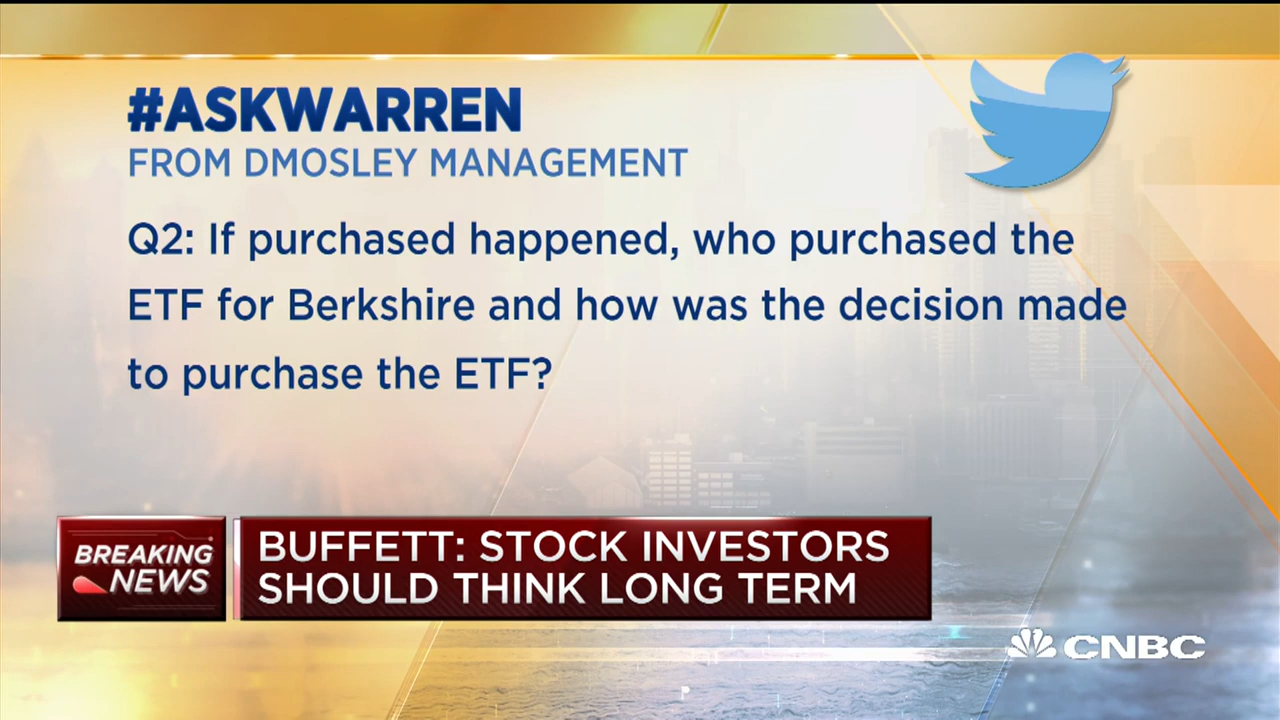 #ASKWARREN
FROM DMOSLEY MANAGEMENT
Q2: If purchased happened, who purchased the
ETF for Berkshire and how was the decision made
to purchase the ETF?
BREAKING
NEWS
BUFFETT: STOCK INVESTORS
SHOULD THINK LONG TERM
CNBC
P